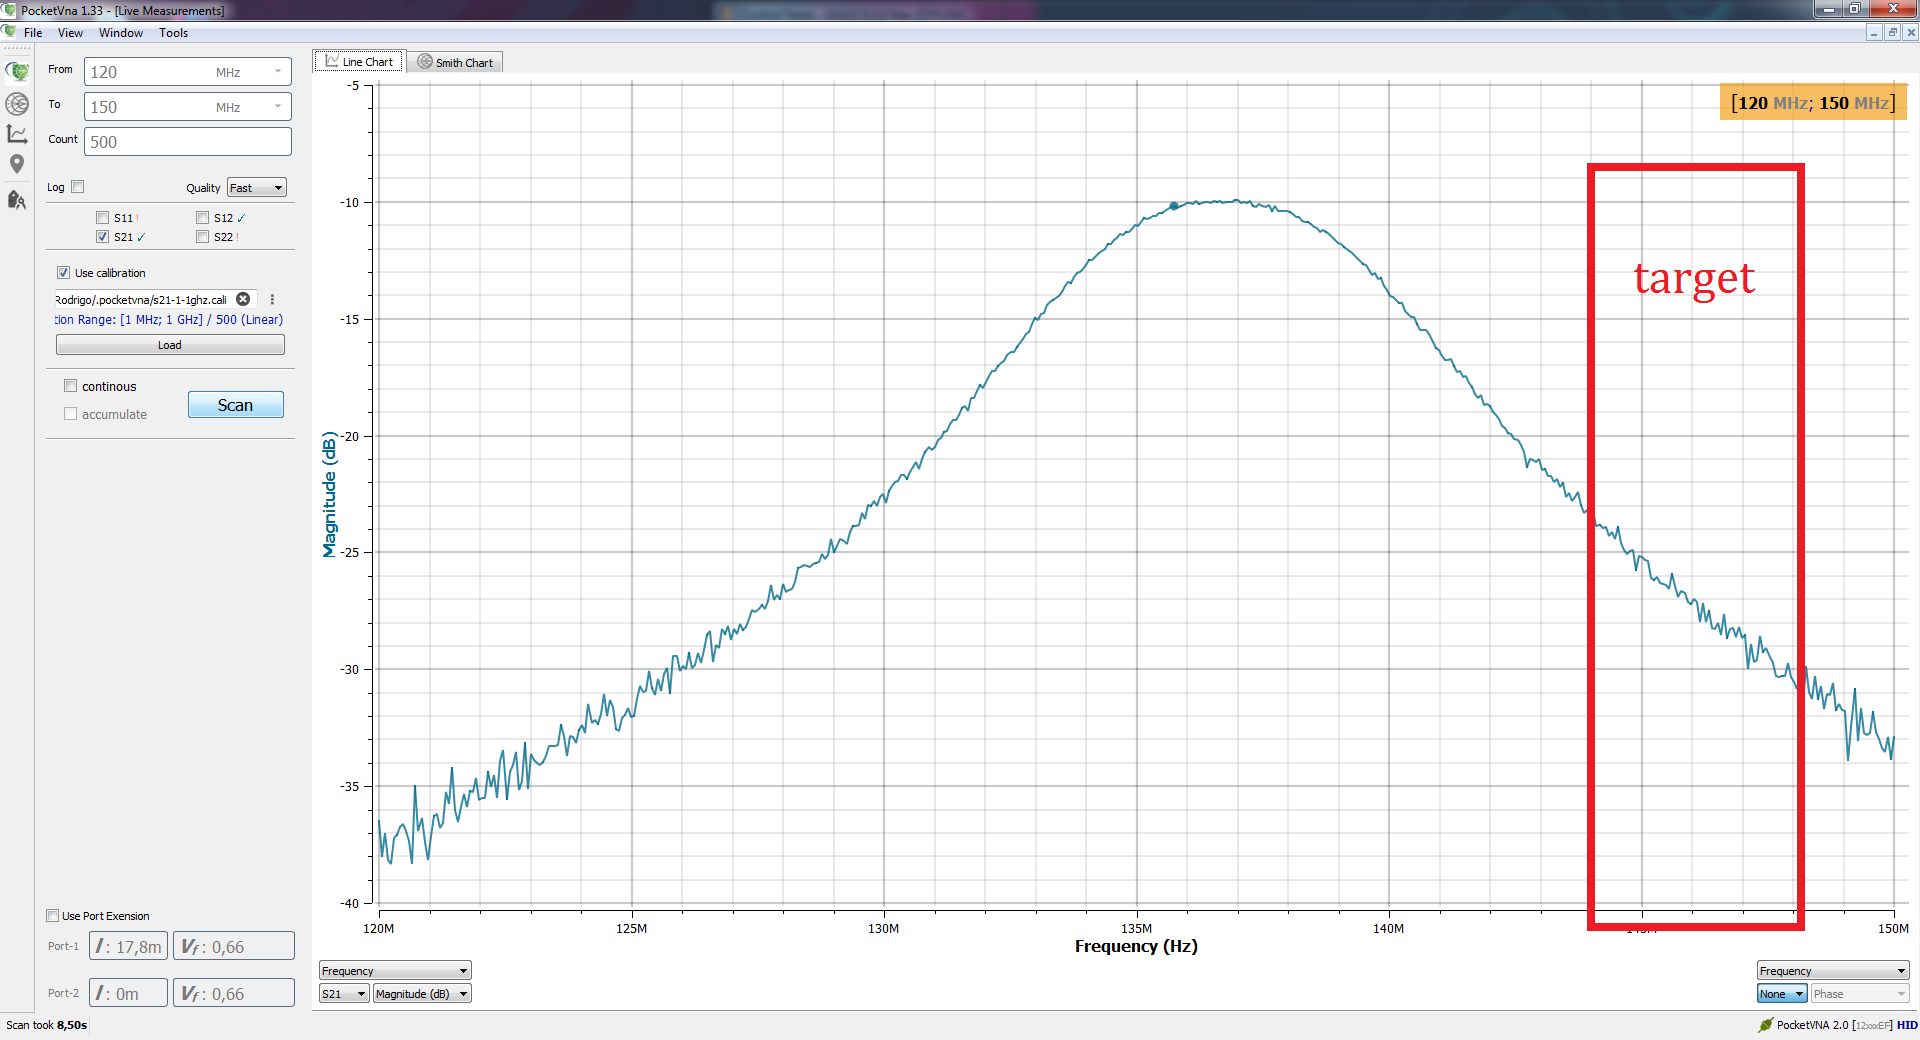 PocketVna 1.33 - [Live Measurements]
File View Window Tools
From 120 MHz
To 150 MHz
Count 500
Log Quality Fast
S11 ! S12 ✓
S21 ✓ S22 !
Use calibration
Rodrigo/.pocketvna/s21-1-1ghz.cali
tion Range: [1 MHz; 1 GHz] / 500 (Linear)
Load
continous
accumulate
Scan
Use Port Exension
Port-1 I : 17,8m Vf : 0,66
Port-2 I : 0m Vf : 0,66
Scan took 8,50s
Line Chart Smith Chart
[120 MHz; 150 MHz]
target
-5
-10
-15
-20
-25
-30
-35
-40
Magnitude (dB)
120M 125M 130M 135M 140M 145M 150M
Frequency (Hz)
Frequency
S21 Magnitude (dB)
Frequency
None Phase
PocketVNA 2.0 [12xxxEF] HID